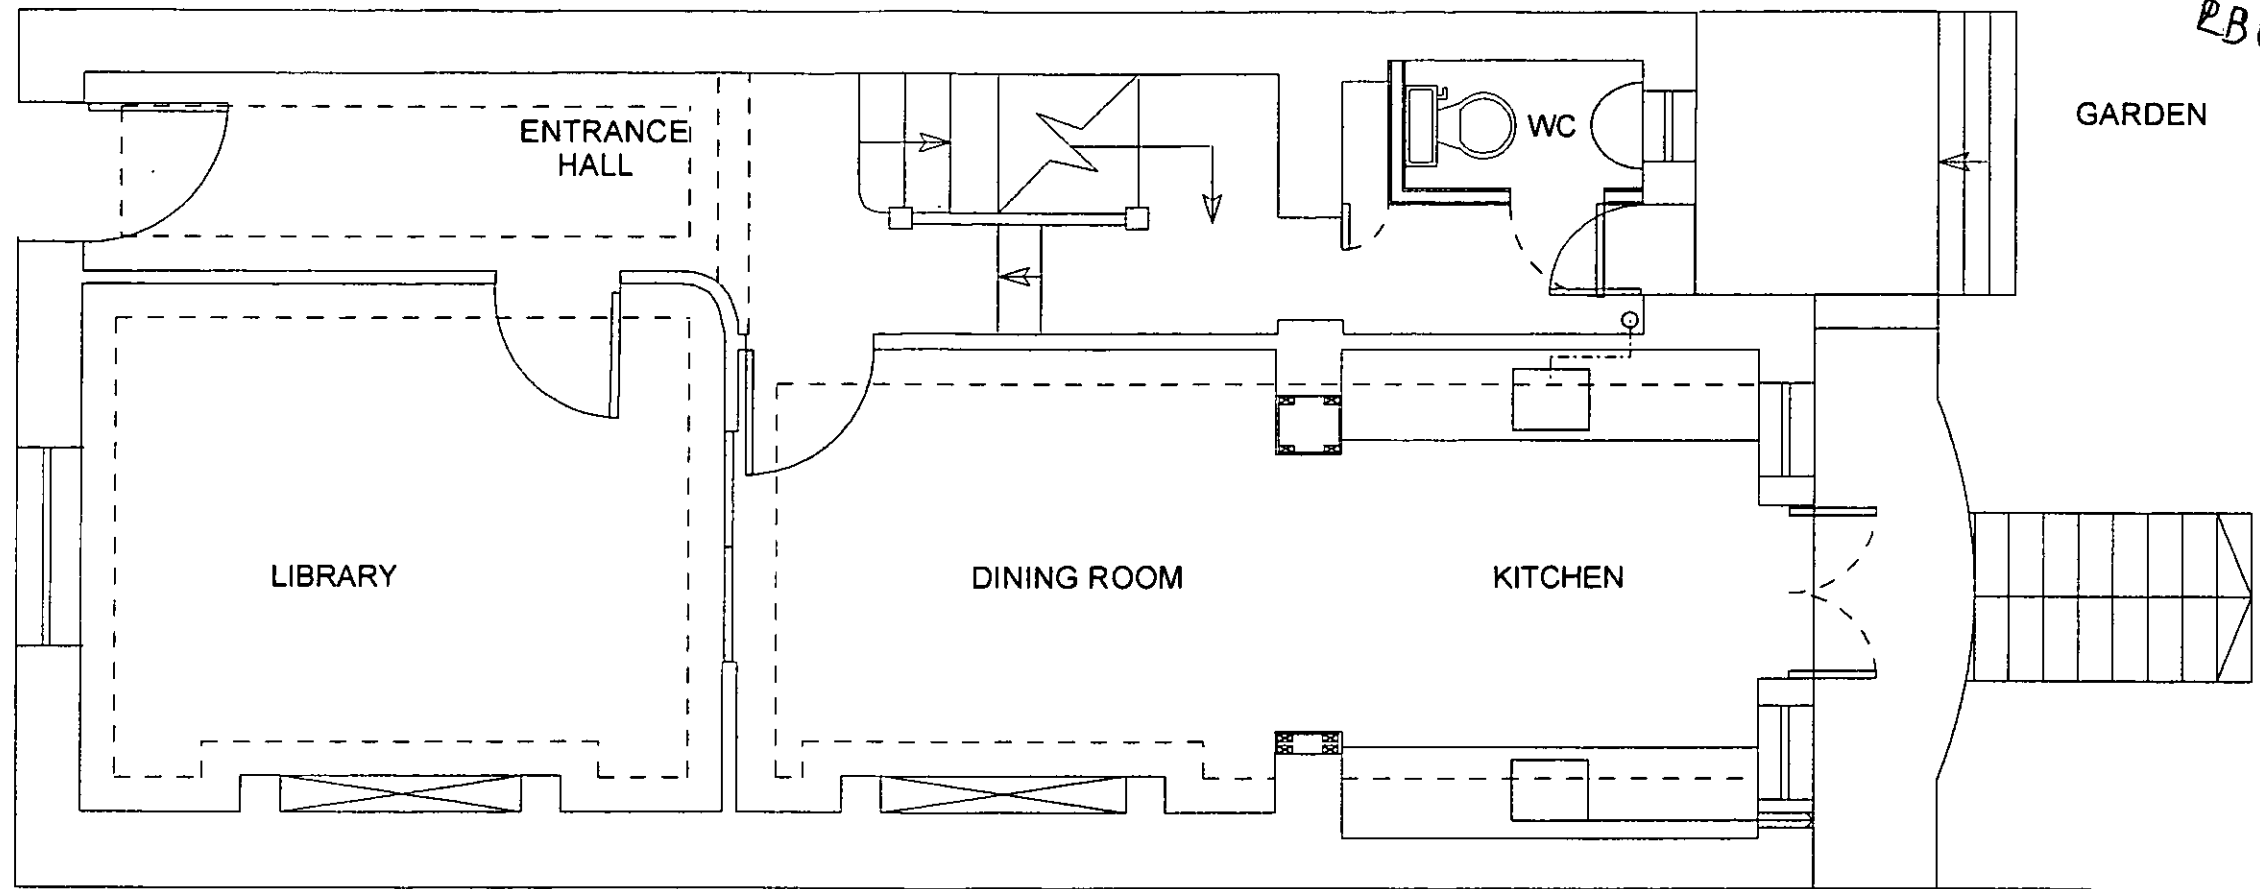 GARDEN
ENTRANCE
HALL
WC
LIBRARY
DINING ROOM
KITCHEN